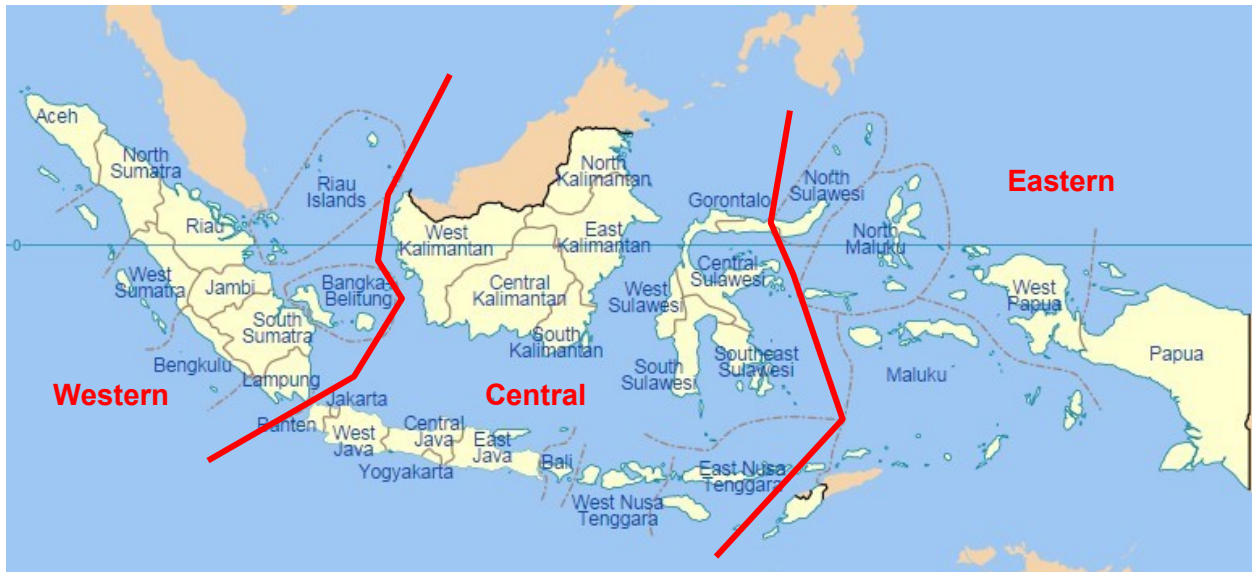 Aceh
North
Sumatra
Riau
Islands
Riau
West
Sumatra
Jambi
Bangka-
Belitung
South
Sumatra
Bengkulu
Lampung
Western
0
North
Kalimantan
West
Kalimantan
East
Kalimantan
Central
Kalimantan
South
Kalimantan
Gorontalo
North
Sulawesi
Central
Sulawesi
West
Sulawesi
South
Sulawesi
Southeast
Sulawesi
Central
Jakarta
Banten
West
Java
Central
Java
Yogyakarta
East
Java
Bali
West Nusa
Tenggara
East Nusa
Tenggara
Eastern
North
Maluku
Maluku
West
Papua
Papua